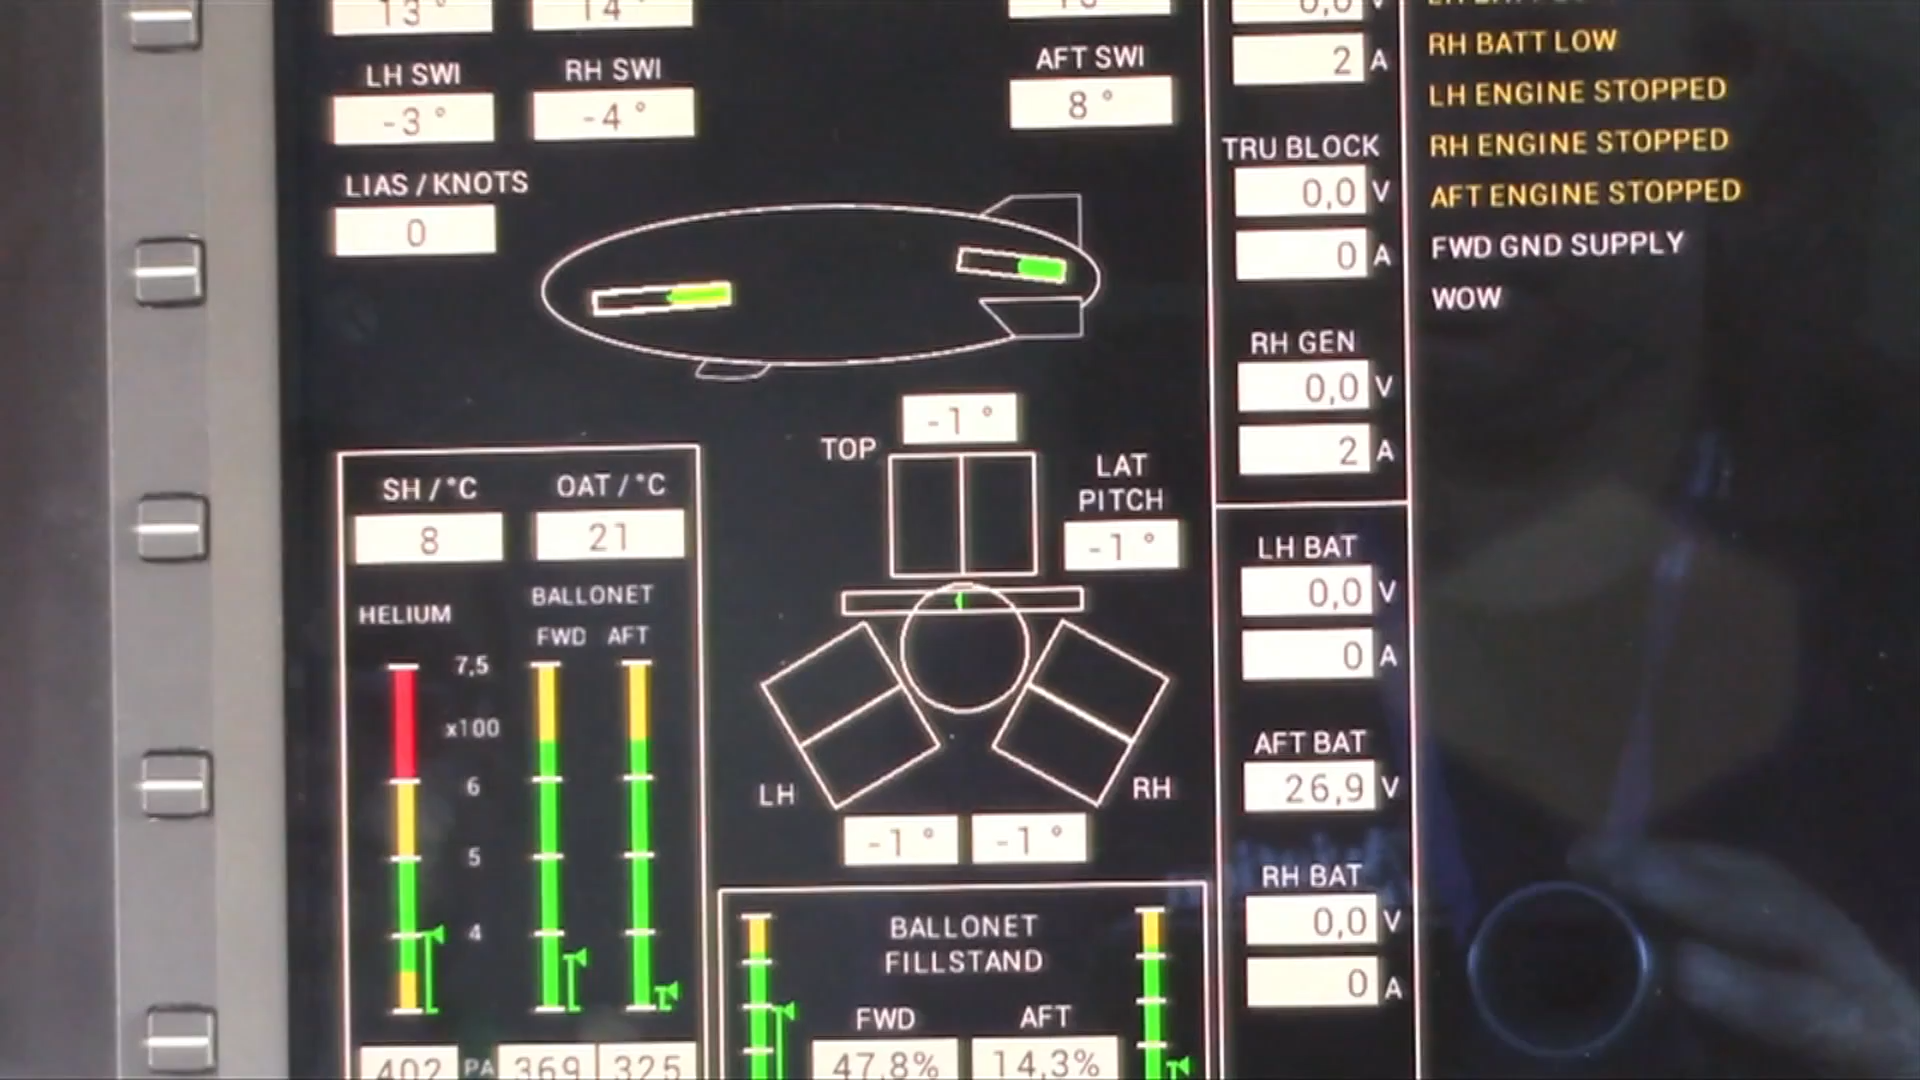 13°
14°
LH SWI
RH SWI
AFT SWI
-3 °
-4 °
8 °
LIAS / KNOTS
0
TOP
-1 °
LAT
PITCH
-1 °
LH
RH
-1 °
-1 °
SH / °C
OAT / °C
8
21
HELIUM
BALLONET
FWD
AFT
7,5
x100
6
5
4
402
PA
369
325
BALLONET
FILLSTAND
FWD
AFT
47,8%
14,3%
0,0 V
2 A
TRU BLOCK
0,0 V
0 A
RH GEN
0,0 V
2 A
LH BAT
0,0 V
0 A
AFT BAT
26,9 V
RH BAT
0,0 V
0 A
RH BATT LOW
LH ENGINE STOPPED
RH ENGINE STOPPED
AFT ENGINE STOPPED
FWD GND SUPPLY
WOW